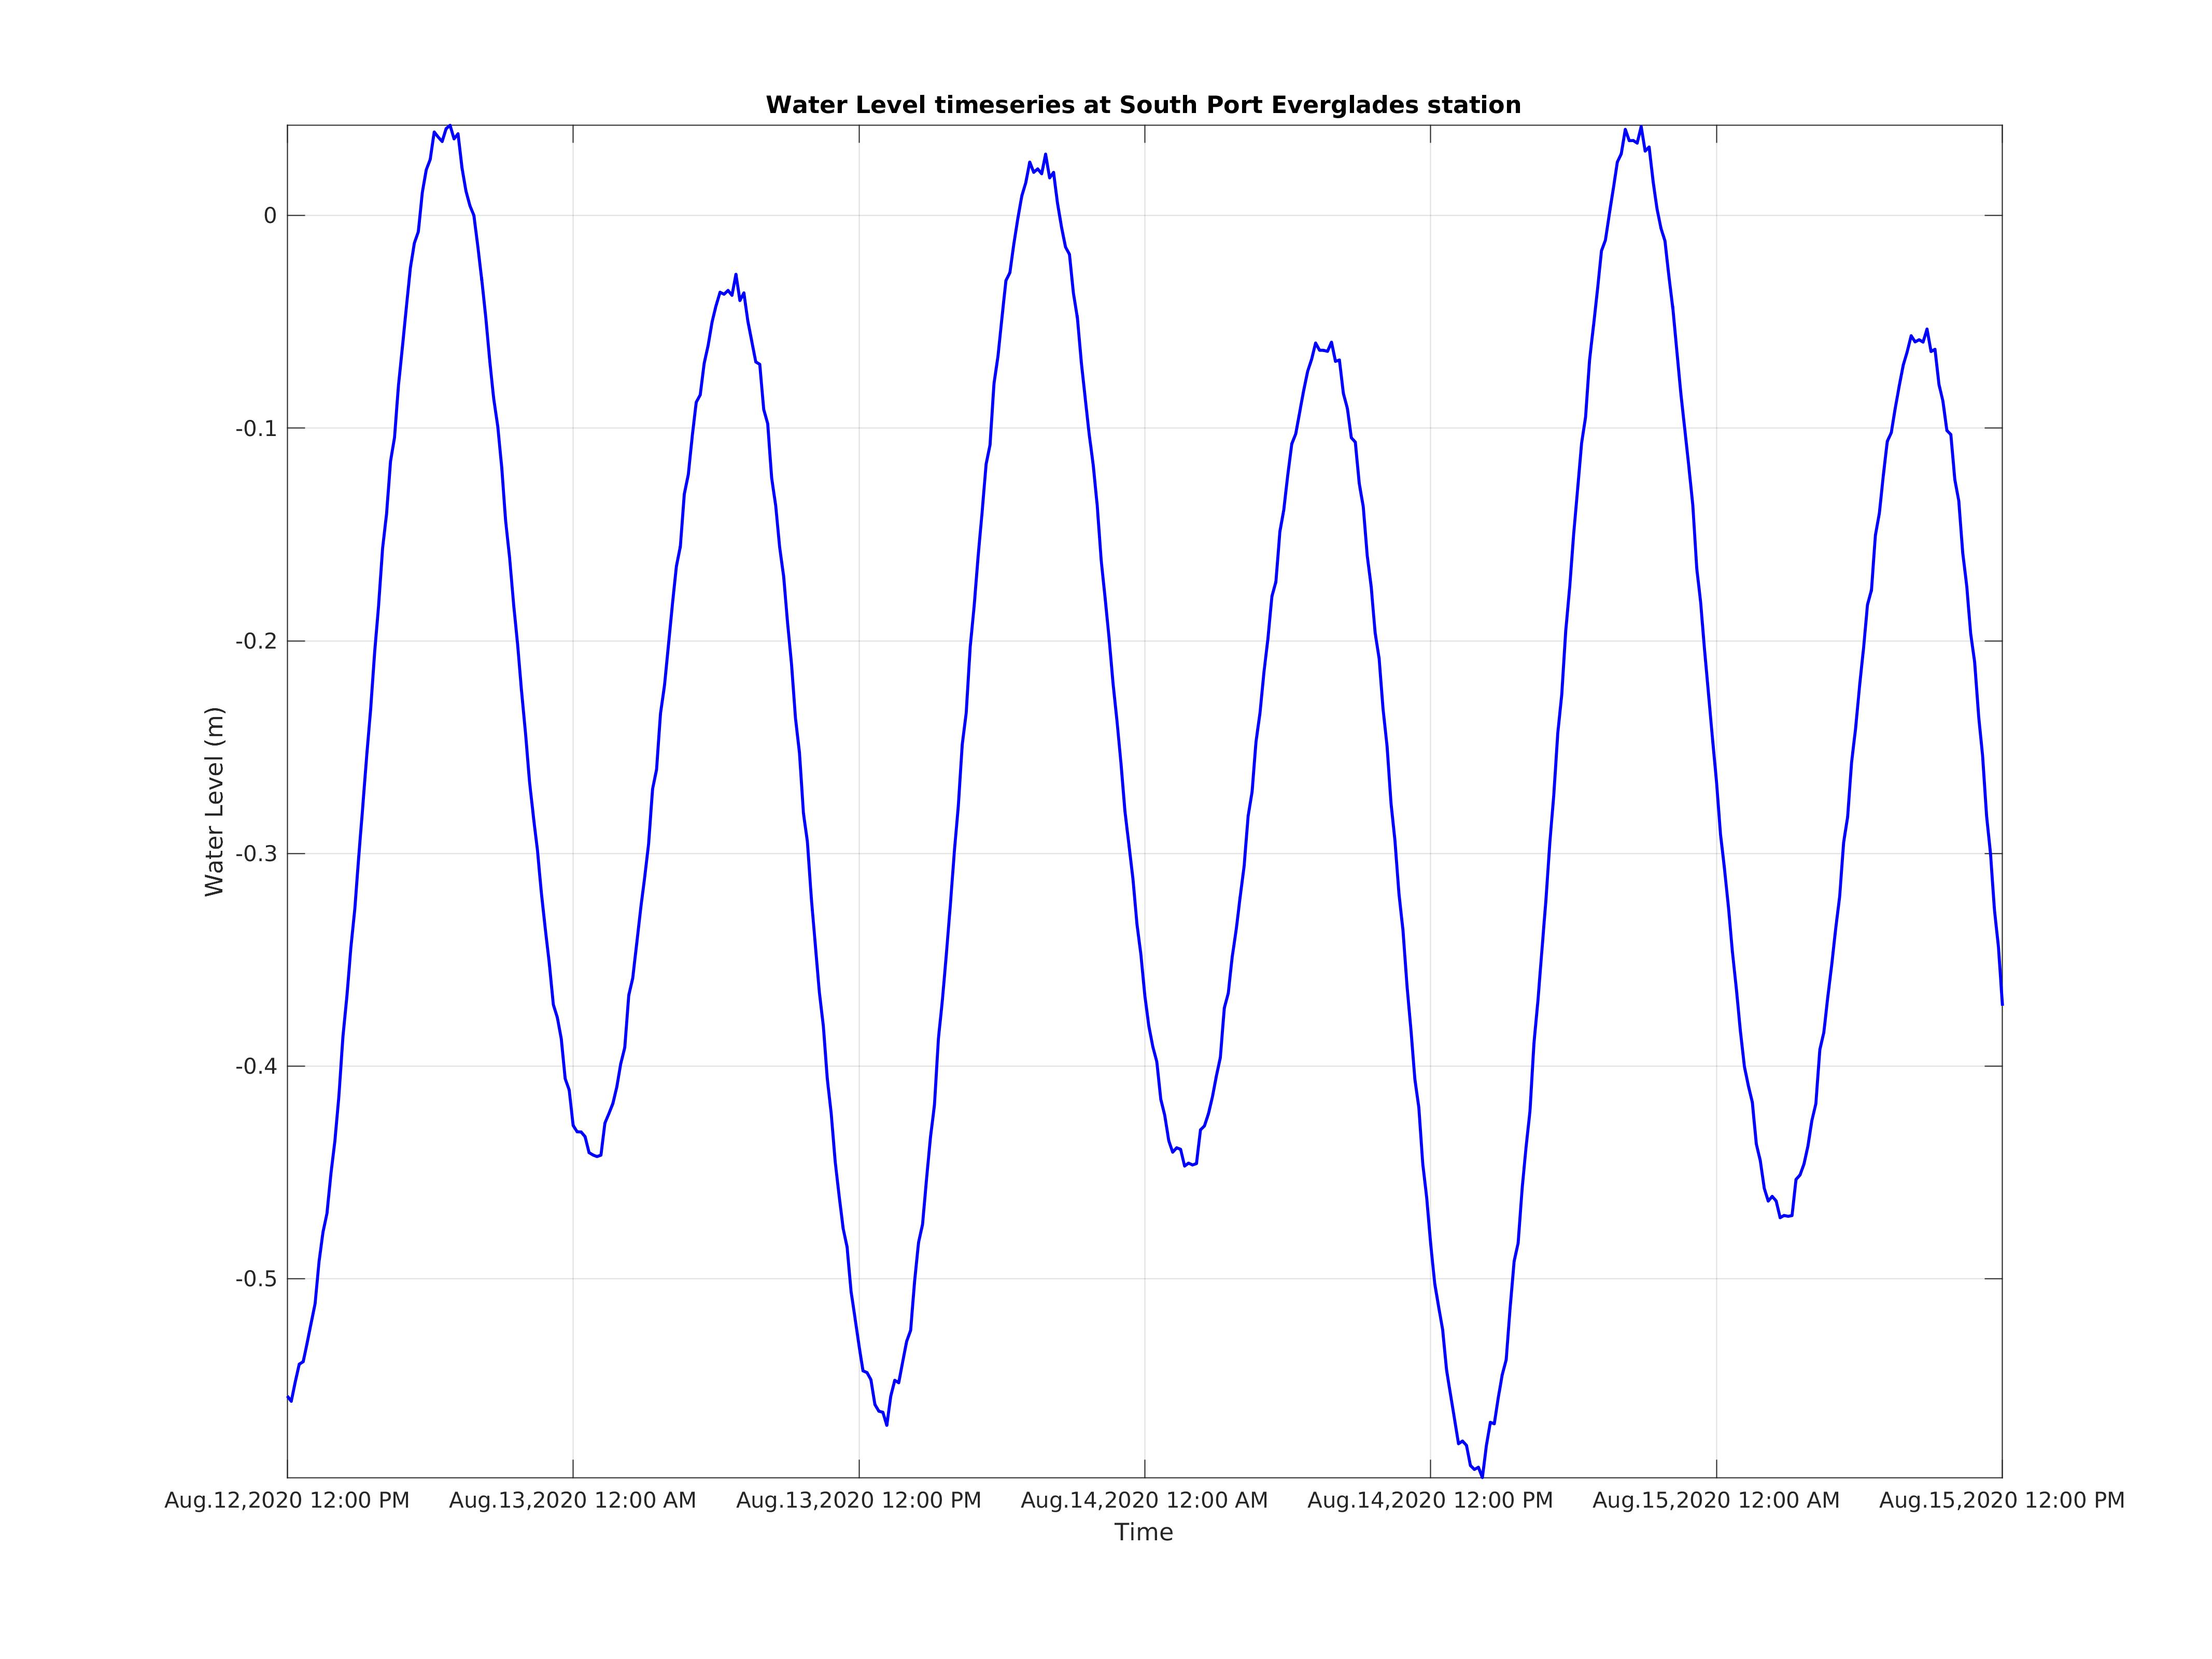 Water Level timeseries at South Port Everglades station
0
-0.1
-0.2
-0.3
-0.4
-0.5
Water Level (m)
Aug.12,2020 12:00 PM Aug.13,2020 12:00 AM Aug.13,2020 12:00 PM Aug.14,2020 12:00 AM Aug.14,2020 12:00 PM Aug.15,2020 12:00 AM Aug.15,2020 12:00 PM
Time